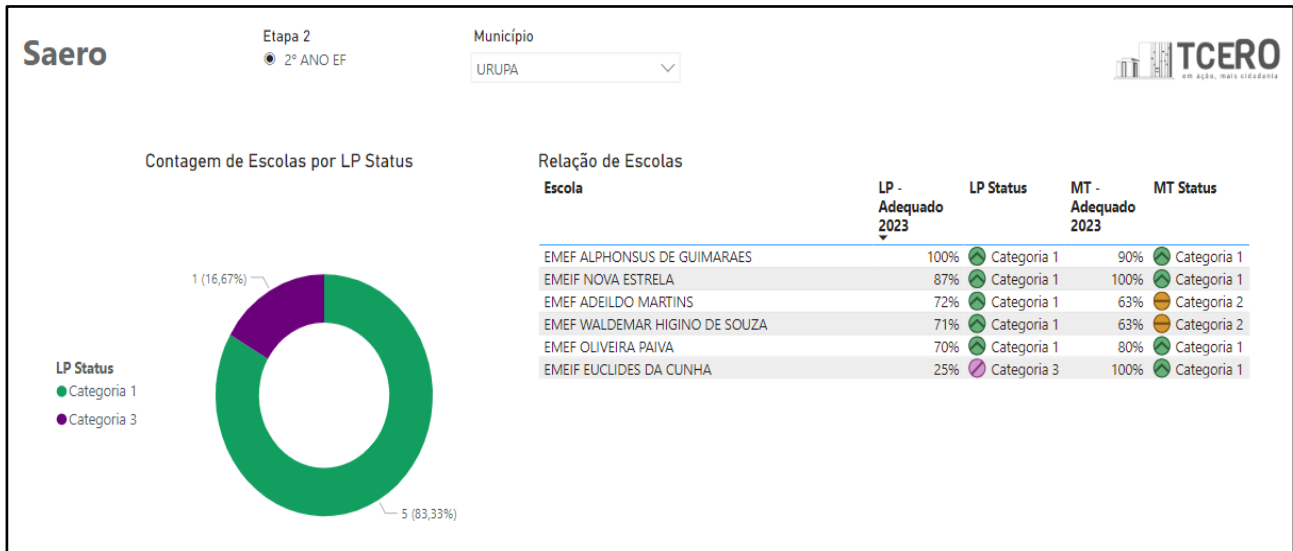 Saero
Etapa 2
2º ANO EF
Município
URUPA
TCERO
em ação, mais cidadania
Contagem de Escolas por LP Status
1 (16,67%)
5 (83,33%)
LP Status
Categoria 1
Categoria 3
Relação de Escolas
Escola LP - Adequado 2023 LP Status MT - Adequado 2023 MT Status
EMEF ALPHONSUS DE GUIMARAES 100% Categoria 1 90% Categoria 1
EMEIF NOVA ESTRELA 87% Categoria 1 100% Categoria 1
EMEF ADEILDO MARTINS 72% Categoria 1 63% Categoria 2
EMEF WALDEMAR HIGINO DE SOUZA 71% Categoria 1 63% Categoria 2
EMEF OLIVEIRA PAIVA 70% Categoria 1 80% Categoria 1
EMEIF EUCLIDES DA CUNHA 25% Categoria 3 100% Categoria 1